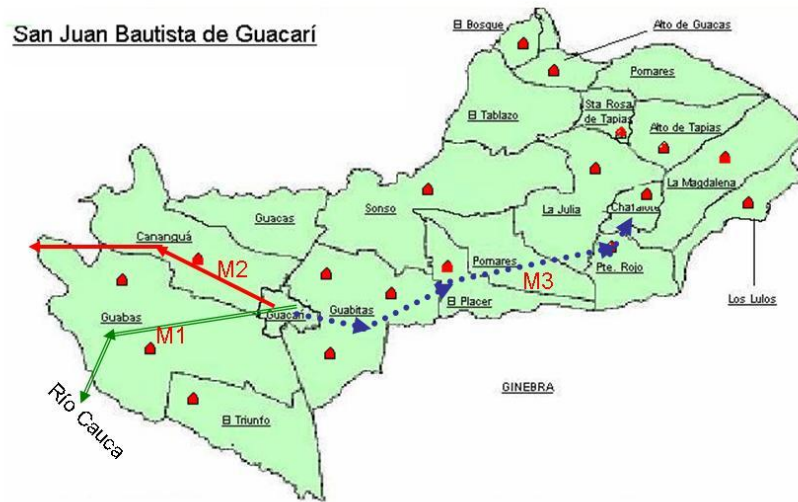 San Juan Bautista de Guacarí
El Bosque
Alto de Guacas
Pomares
Sta Rosa
de Tapias
El Tablazo
Alto de Tapias
La Magdalena
Chafalote
La Julia
Sonso
Guacas
Cananguá
M2
Pomares
M3
Pte. Rojo
El Placer
Los Lulos
Guabitas
Guacarí
Guabas
M1
Río Cauca
El Triunfo
GINEBRA